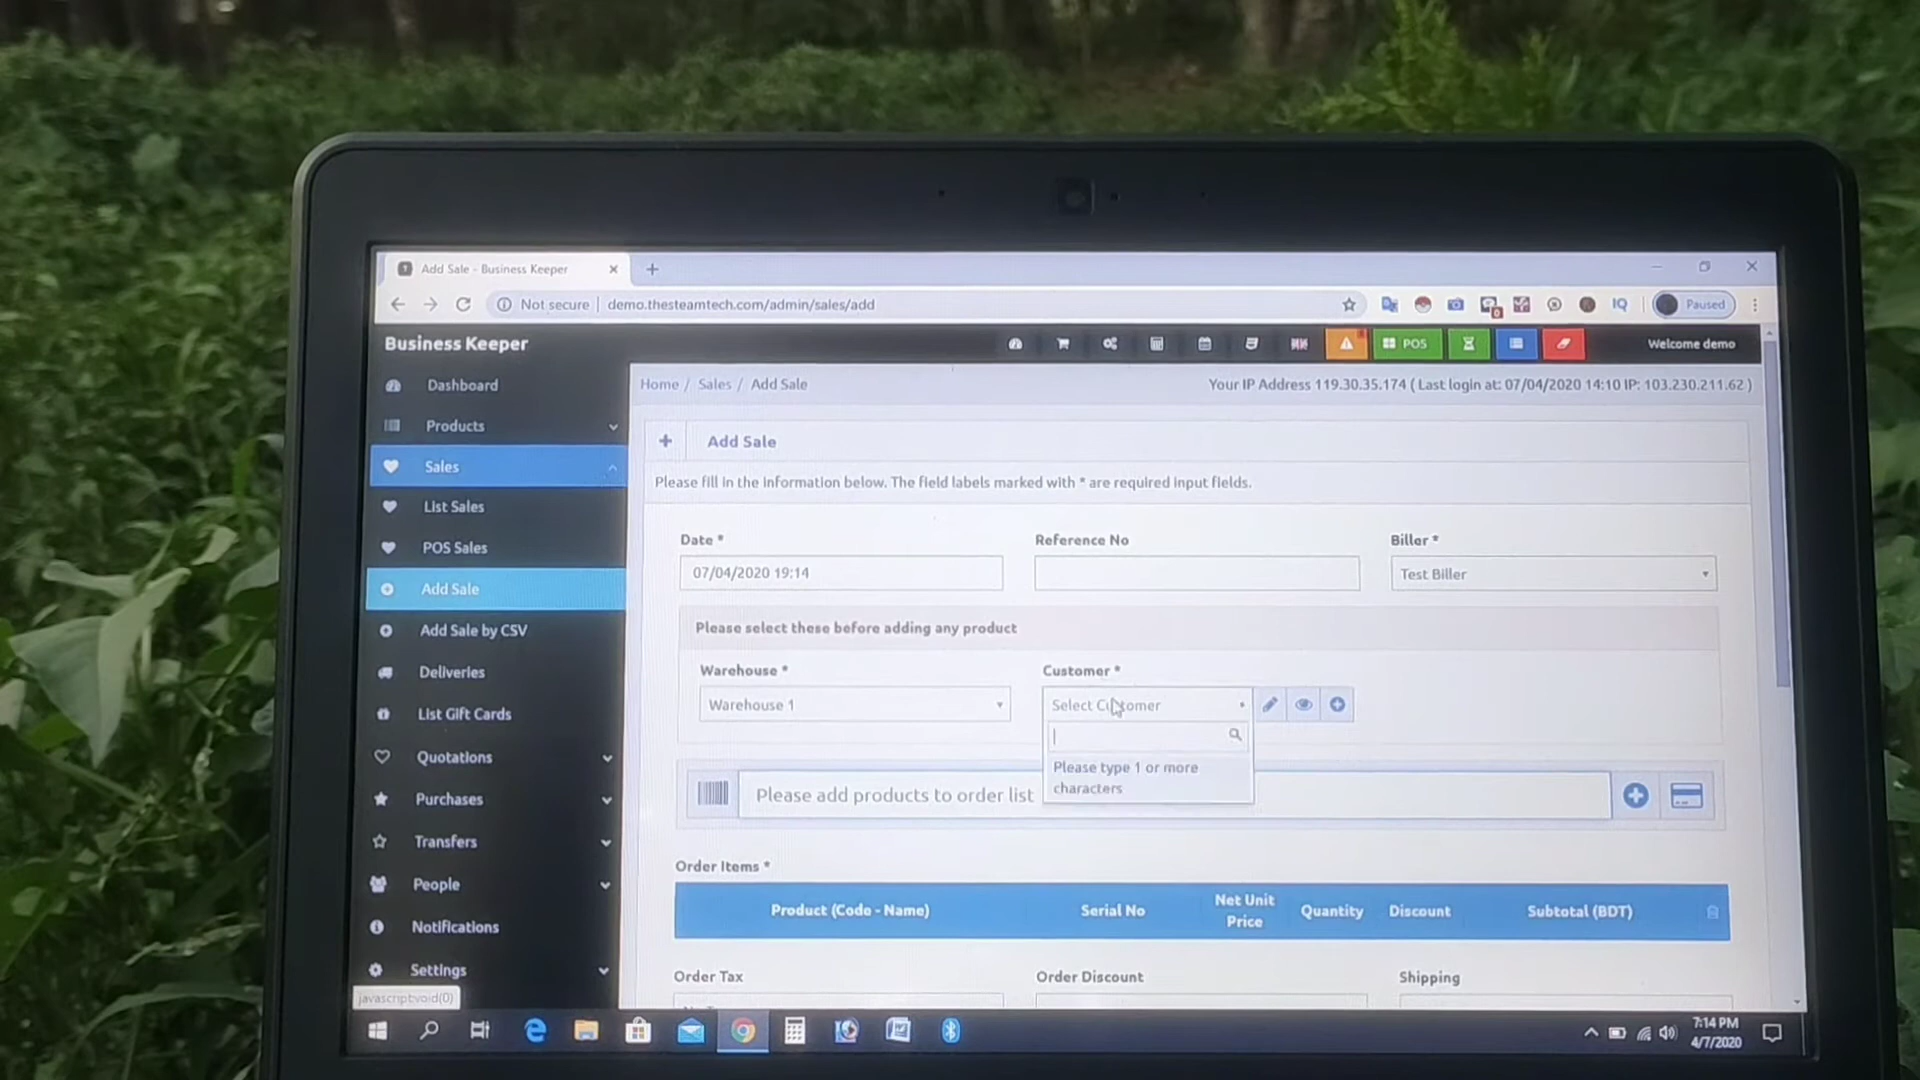 Add Sale - Business Keeper
Not secure | demo.thesteamtech.com/admin/sales/add
IQ
Paused
Business Keeper
POS
Welcome demo
Dashboard
Home / Sales / Add Sale
Your IP Address 119.30.35.174 ( Last login at: 07/04/2020 14:10 IP: 103.230.211.62 )
Products
Add Sale
Sales
Please fill in the information below. The field labels marked with * are required input fields.
List Sales
POS Sales
Date *
Reference No
Biller *
07/04/2020 19:14
Test Biller
Add Sale
Add Sale by CSV
Please select these before adding any product
Deliveries
Warehouse *
Customer *
List Gift Cards
Warehouse 1
Select Customer
Quotations
Please type 1 or more
characters
Purchases
Please add products to order list
Transfers
Order Items *
People
Product (Code - Name)
Serial No
Net Unit
Price
Quantity
Discount
Subtotal (BDT)
Notifications
Settings
Order Tax
Order Discount
Shipping
javascript:void(0)
7:14 PM
4/7/2020